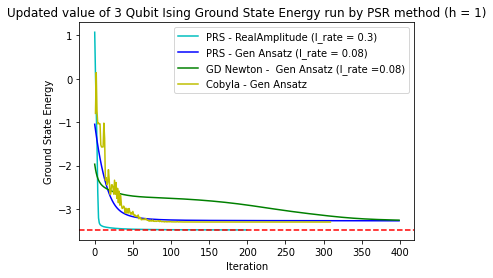 Updated value of 3 Qubit Ising Ground State Energy run by PSR method (h = 1)
PRS - RealAmplitude (l_rate = 0.3)
PRS - Gen Ansatz (l_rate = 0.08)
GD Newton -  Gen Ansatz (l_rate =0.08)
Cobyla - Gen Ansatz
Ground State Energy
1
0
−1
−2
−3
0
50
100
150
200
250
300
350
400
Iteration